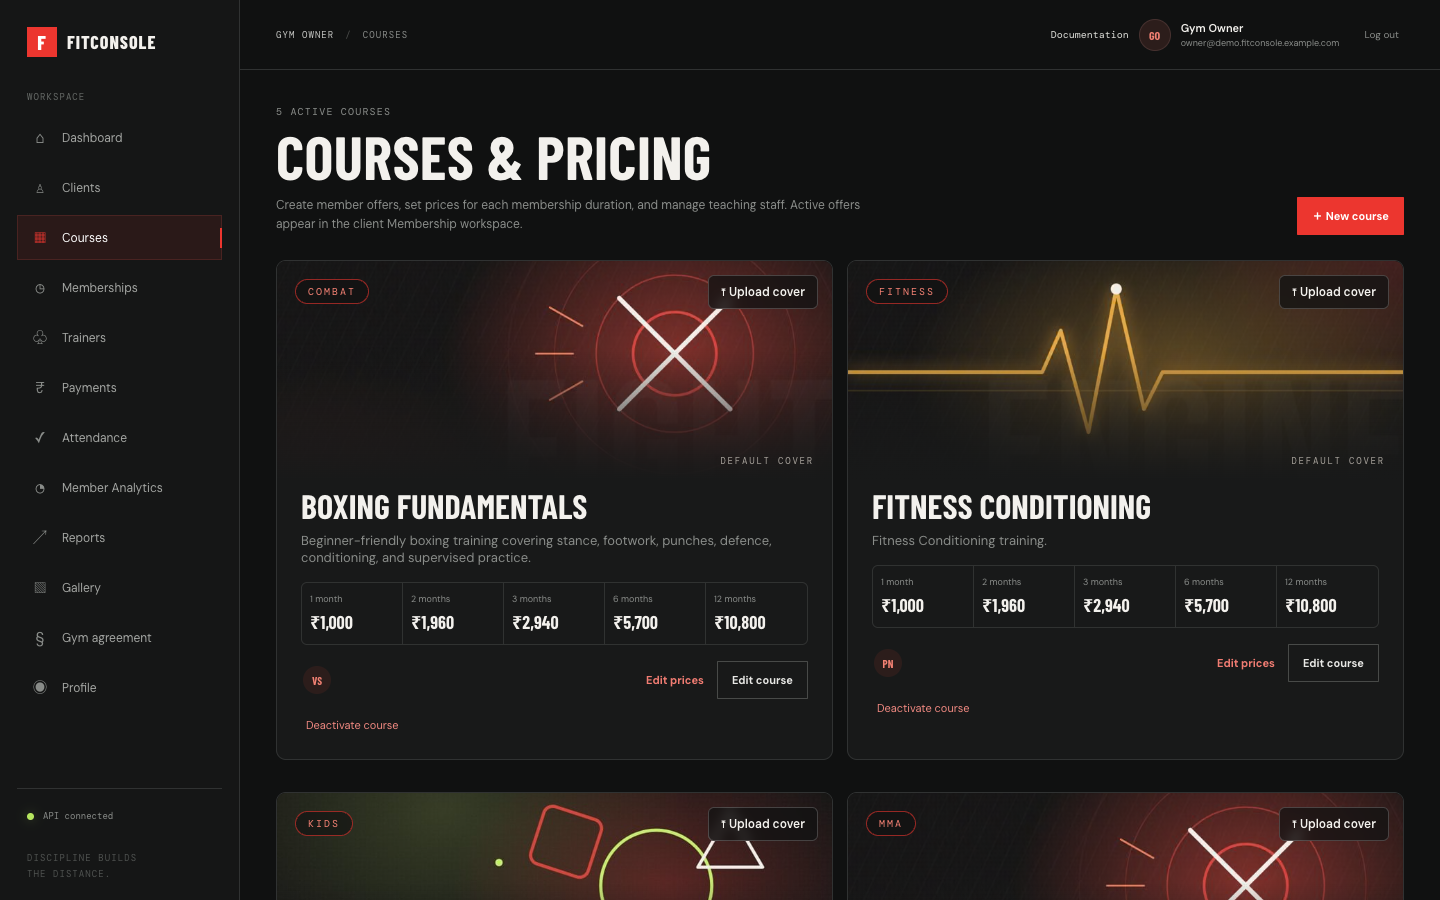 F FITCONSOLE
WORKSPACE
Dashboard
Clients
Courses
Memberships
Trainers
₹ Payments
✓ Attendance
Member Analytics
Reports
Gallery
§ Gym agreement
Profile
API connected
DISCIPLINE BUILDS
THE DISTANCE.
GYM OWNER / COURSES
Documentation
GO
Gym Owner
owner@demo.fitconsole.example.com
Log out
5 ACTIVE COURSES
COURSES & PRICING
Create member offers, set prices for each membership duration, and manage teaching staff. Active offers
appear in the client Membership workspace.
+ New course
COMBAT
↑ Upload cover
DEFAULT COVER
BOXING FUNDAMENTALS
Beginner-friendly boxing training covering stance, footwork, punches, defence,
conditioning, and supervised practice.
1 month 2 months 3 months 6 months 12 months
₹1,000 ₹1,960 ₹2,940 ₹5,700 ₹10,800
VS
Edit prices
Edit course
Deactivate course
FITNESS
↑ Upload cover
DEFAULT COVER
FITNESS CONDITIONING
Fitness Conditioning training.
1 month 2 months 3 months 6 months 12 months
₹1,000 ₹1,960 ₹2,940 ₹5,700 ₹10,800
PN
Edit prices
Edit course
Deactivate course
KIDS
↑ Upload cover
MMA
↑ Upload cover